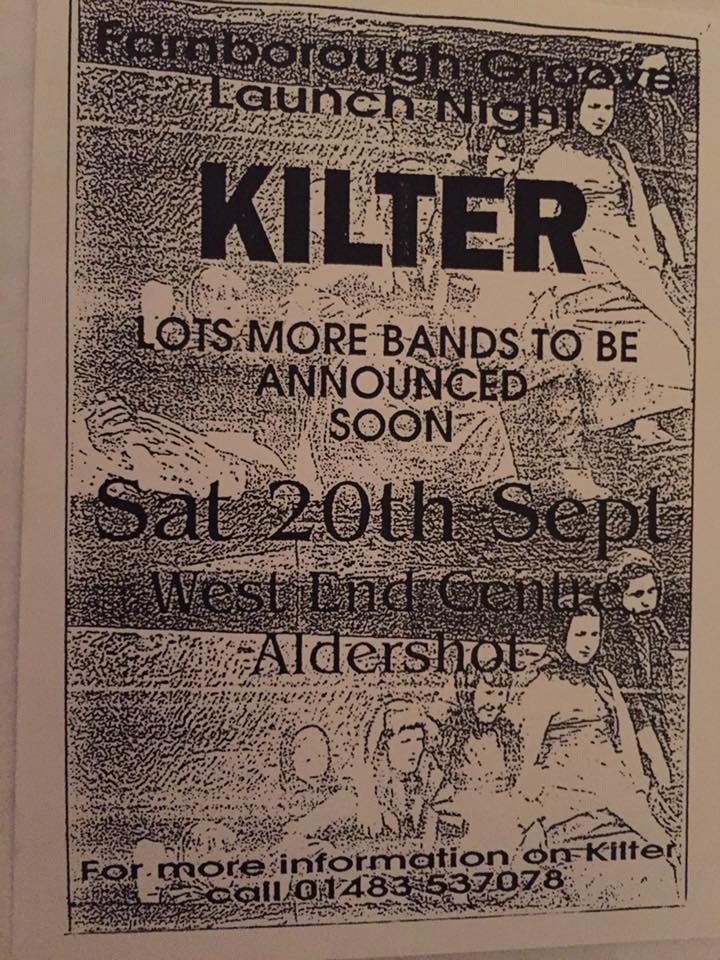 Farnborough Groove
Launch Night
KILTER
LOTS MORE BANDS TO BE
ANNOUNCED
SOON
Sat 20th Sept
West End Centre
Aldershot
For more information on Kilter
call 01483 537078